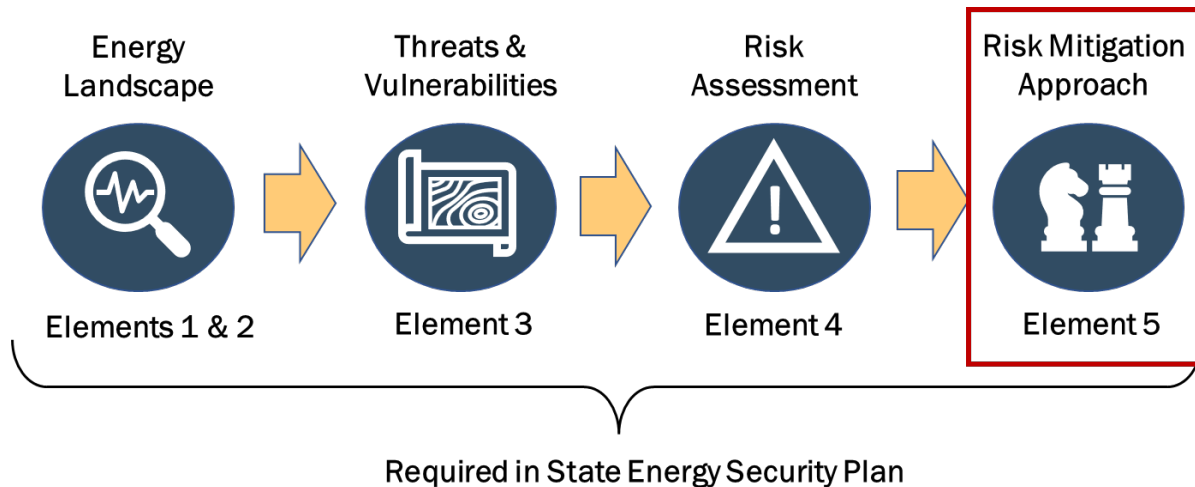 Energy
Landscape
Threats &
Vulnerabilities
Risk
Assessment
Risk Mitigation
Approach
!
Elements 1 & 2
Element 3
Element 4
Element 5
Required in State Energy Security Plan